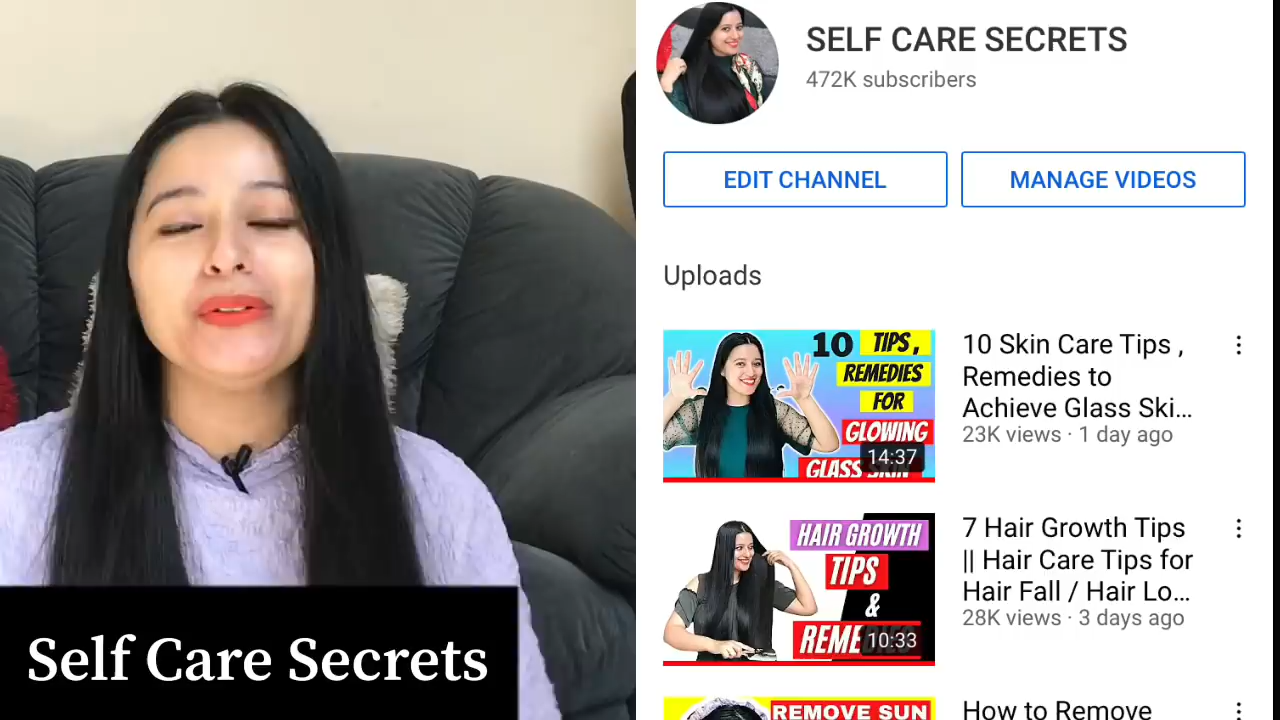 Self Care Secrets
SELF CARE SECRETS
472K subscribers
EDIT CHANNEL
MANAGE VIDEOS
Uploads
10 TIPS,
REMEDIES
FOR
GLOWING
GLASS SKIN
14:37
10 Skin Care Tips ,
Remedies to
Achieve Glass Ski...
23K views · 1 day ago
HAIR GROWTH
TIPS
&
REMEDIES
10:33
7 Hair Growth Tips
|| Hair Care Tips for
Hair Fall / Hair Lo...
28K views · 3 days ago
REMOVE SUN
How to Remove